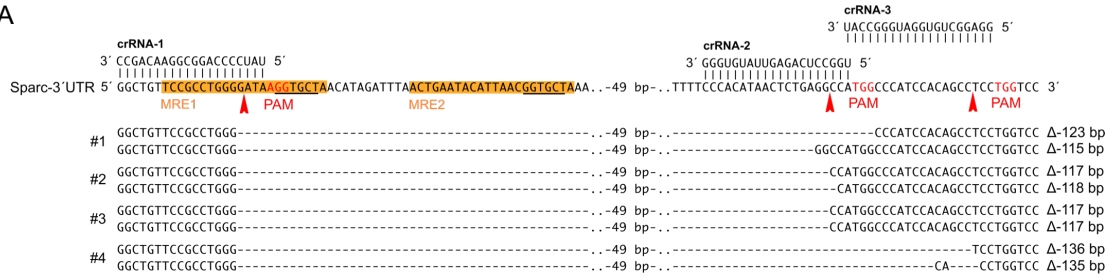 A
crRNA-3
3´ UACCGGGUAGGUGUCGGAGG 5´
crRNA-1
3´ CCGACAAGGCGGACCCCUAU 5´
crRNA-2
3´ GGGUGUAUUGAGACUCCGGU 5´
Sparc-3´UTR 5´ GGCTGTTCCGCCTGGGGATAAGGTGCTAACATAGATTTAACTGAATACATTAACGGTGCTAAA..-49 bp-..TTTTCCCACATAACTCTGAGGCCATGGCCCATCCACAGCCTCCTGGTCC 3´
MRE1 PAM MRE2 PAM PAM
#1
GGCTGTTCCGCCTGGG------------------------------------------------..-49 bp-..---------------------------CCCATCCACAGCCTCCTGGTCC Δ-123 bp
GGCTGTTCCGCCTGGG------------------------------------------------..-49 bp-..-------------------GGCCATGGCCCATCCACAGCCTCCTGGTCC Δ-115 bp
#2
GGCTGTTCCGCCTGGG------------------------------------------------..-49 bp-..---------------------CCATGGCCCATCCACAGCCTCCTGGTCC Δ-117 bp
GGCTGTTCCGCCTGGG------------------------------------------------..-49 bp-..----------------------CATGGCCCATCCACAGCCTCCTGGTCC Δ-118 bp
#3
GGCTGTTCCGCCTGGG------------------------------------------------..-49 bp-..---------------------CCATGGCCCATCCACAGCCTCCTGGTCC Δ-117 bp
GGCTGTTCCGCCTGGG------------------------------------------------..-49 bp-..---------------------CCATGGCCCATCCACAGCCTCCTGGTCC Δ-117 bp
#4
GGCTGTTCCGCCTGGG------------------------------------------------..-49 bp-..----------------------------------------TCCTGGTCC Δ-136 bp
GGCTGTTCCGCCTGGG------------------------------------------------..-49 bp-..-----------------------------------CA----CCTGGTCC Δ-135 bp